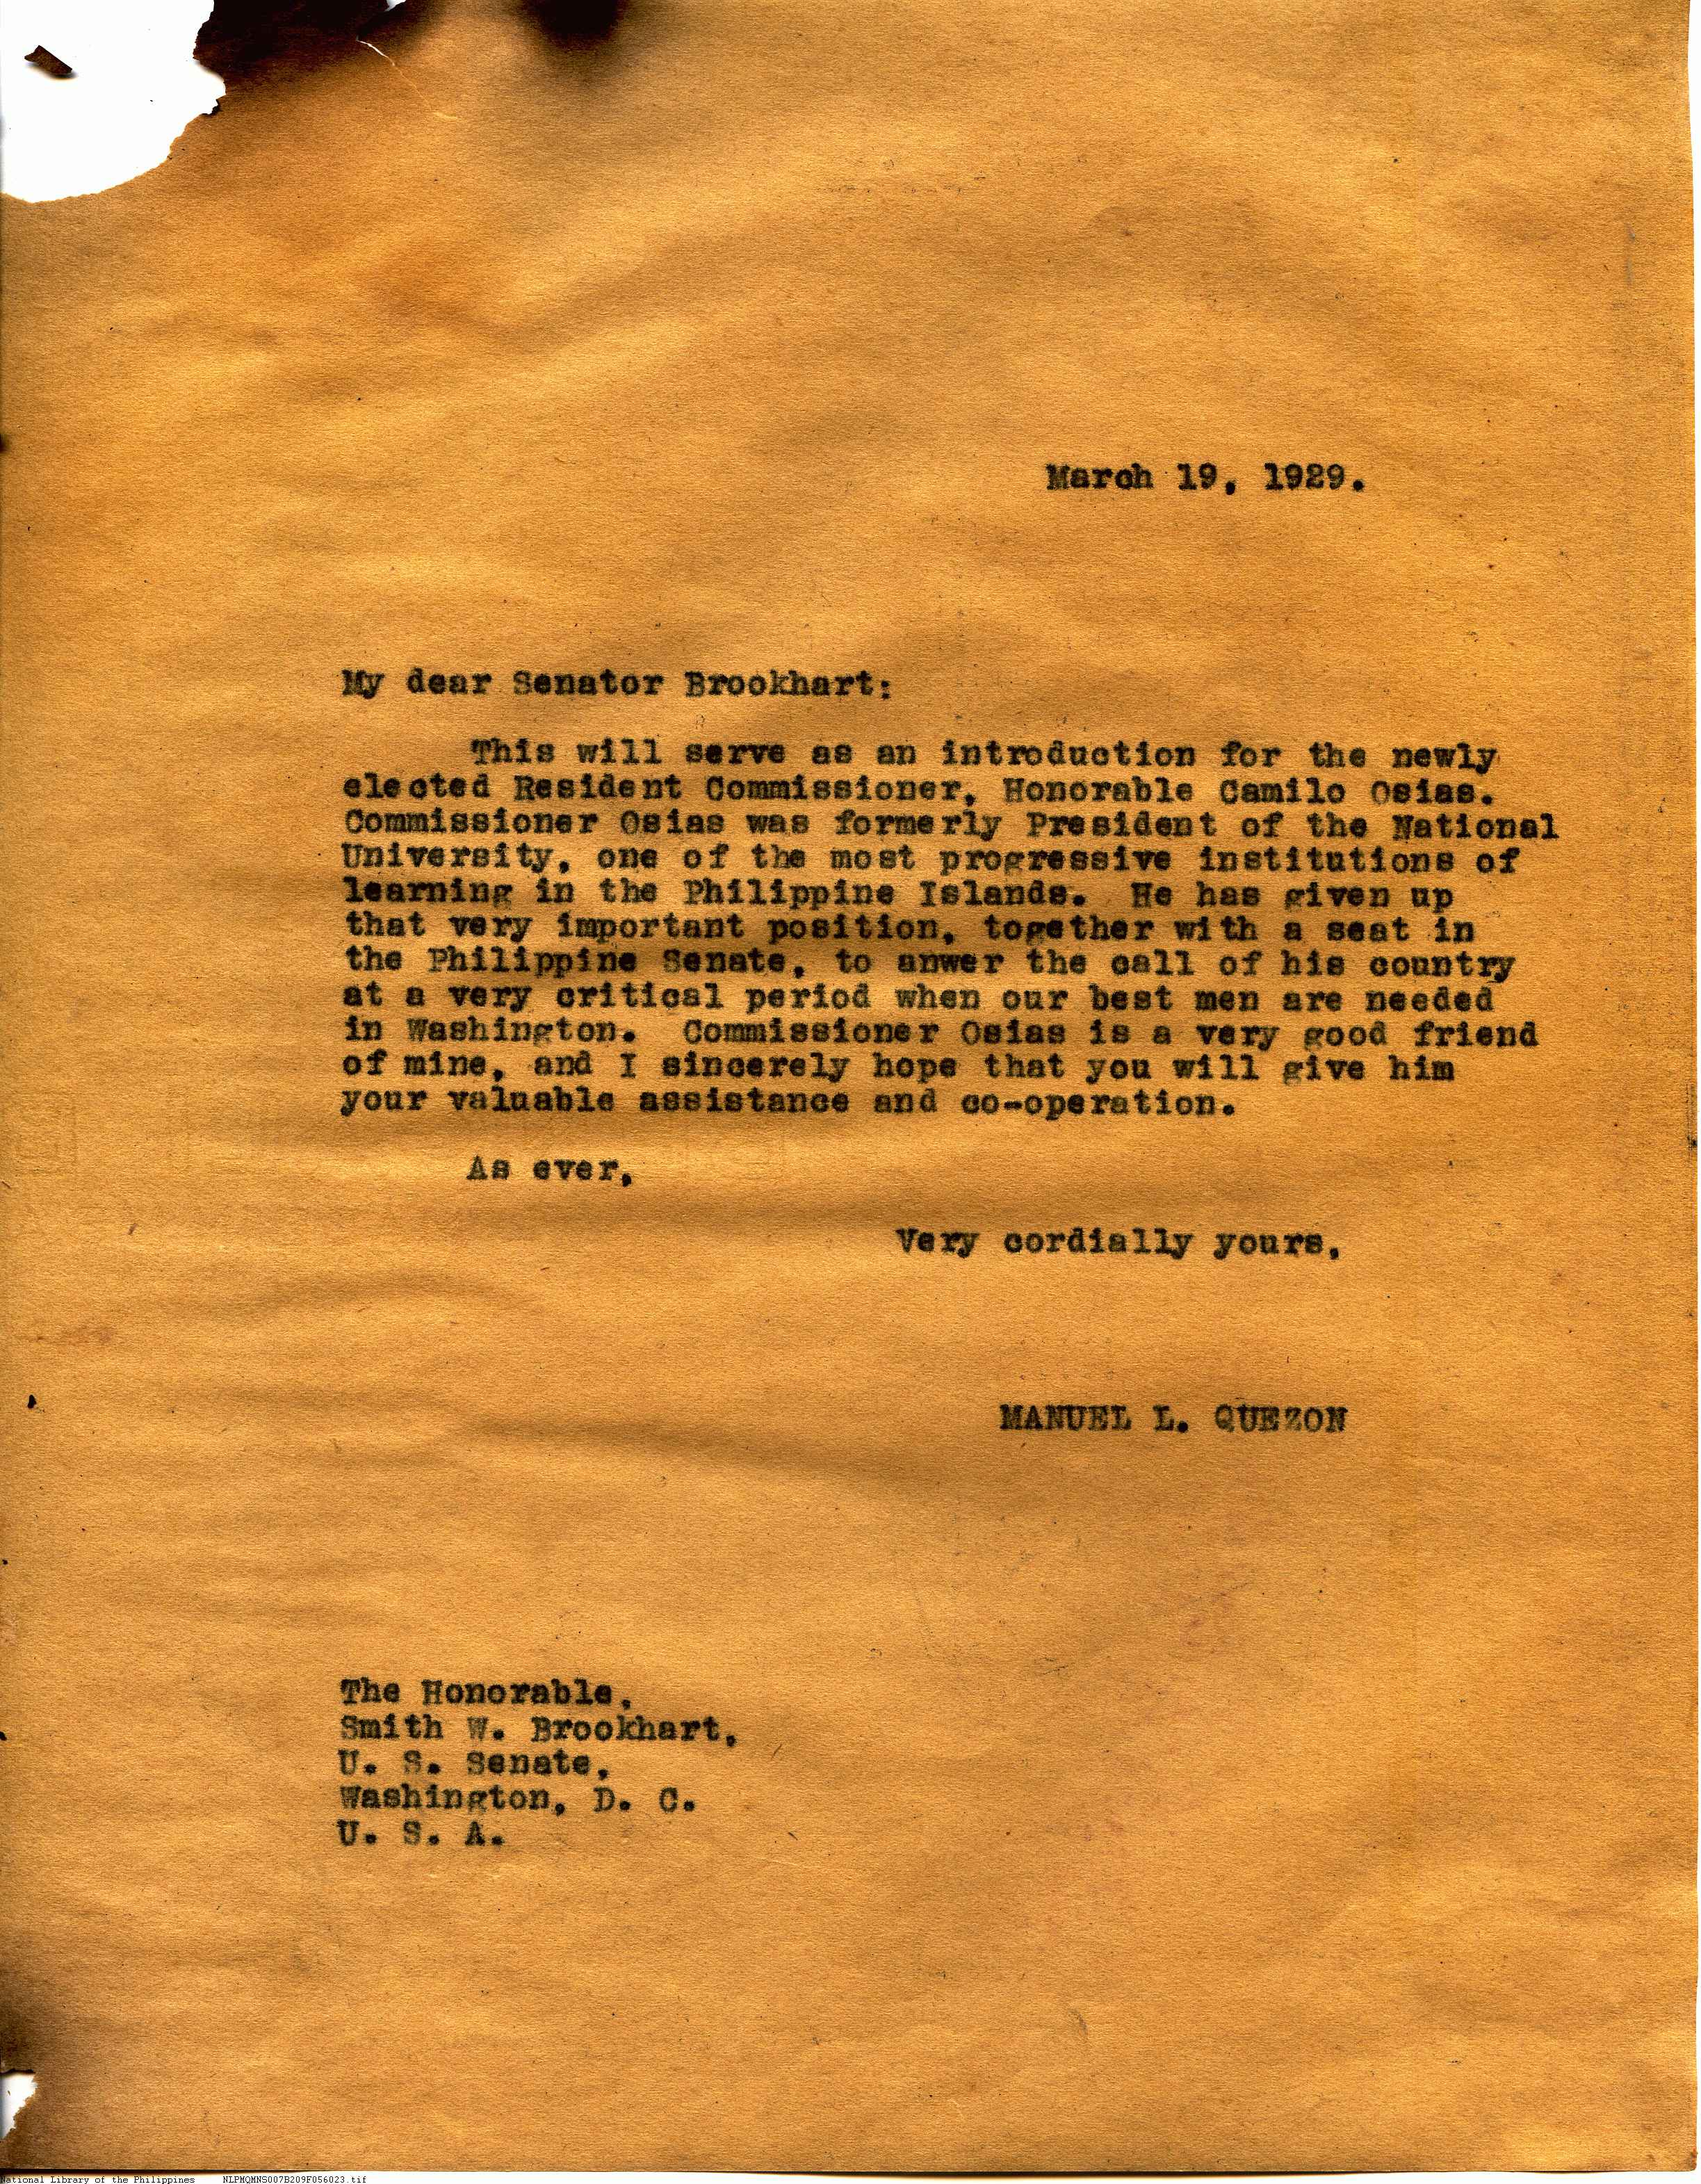 March 19, 1929.
My dear Senator Brookhart:
This will serve as an introduction for the newly
elected Resident Commissioner, Honorable Camilo Osias.
Commissioner Osias was formerly President of the National
University, one of the most progressive institutions of
learning in the Philippine Islands. He has given up
that very important position, together with a seat in
the Philippine Senate, to anwer the call of his country
at a very critical period when our best men are needed
in Washington. Commissioner Osias is a very good friend
of mine, and I sincerely hope that you will give him
your valuable assistance and co-operation.
As ever,
Very cordially yours,
MANUEL L. QUEZON
The Honorable,
Smith W. Brookhart,
U. S. Senate,
Washington, D. C.
U. S. A.
National Library of the Philippines NLPMQMNS007B209F056023.tif